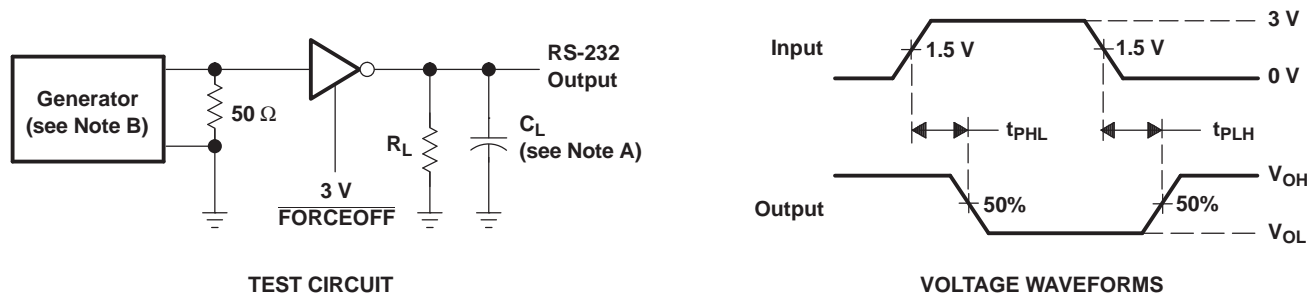 Generator
(see Note B)
50 Ω
3 V
FORCEOFF
R_L
C_L
(see Note A)
RS-232
Output
TEST CIRCUIT
Input
1.5 V
1.5 V
3 V
0 V
t_PHL
t_PLH
Output
50%
50%
V_OH
V_OL
VOLTAGE WAVEFORMS